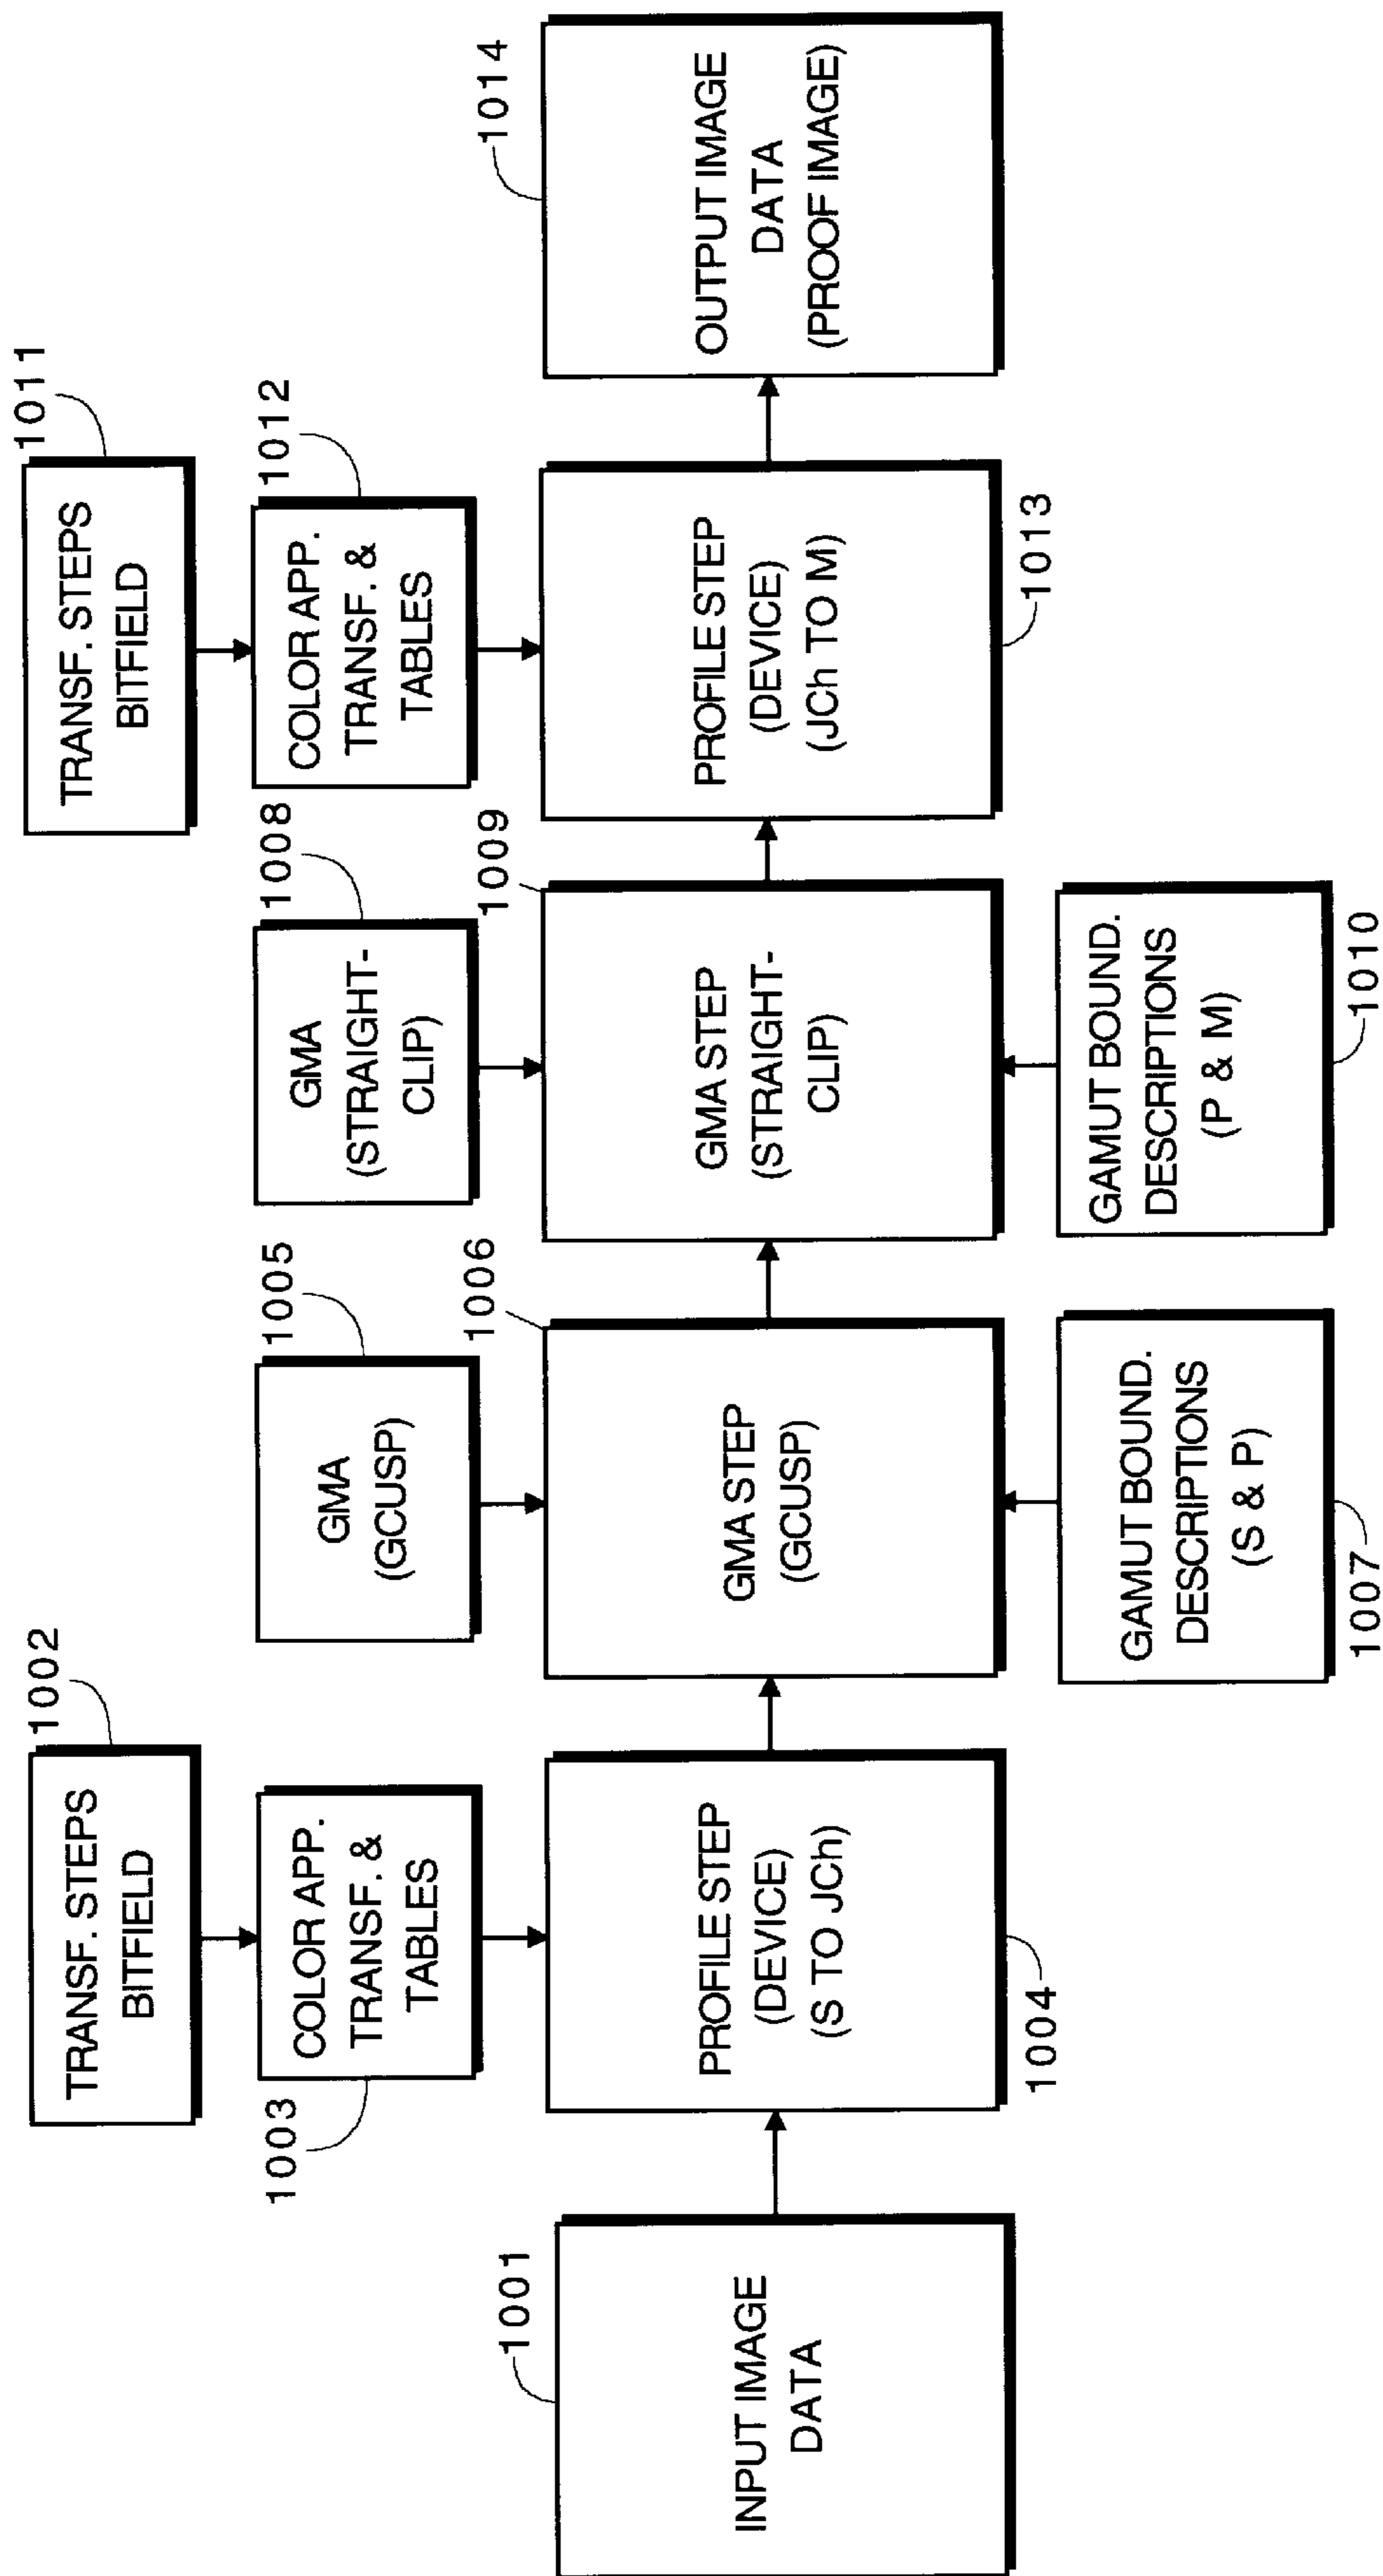 1011
TRANSF. STEPS
BITFIELD
1002
TRANSF. STEPS
BITFIELD
1012
COLOR APP.
TRANSF. &
TABLES
1008
GMA
(STRAIGHT-
CLIP)
1005
GMA
(GCUSP)
COLOR APP.
TRANSF. &
TABLES
1003
1001
INPUT IMAGE
DATA
PROFILE STEP
(DEVICE)
(S TO JCh)
1004
1006
GMA STEP
(GCUSP)
1009
GMA STEP
(STRAIGHT-
CLIP)
PROFILE STEP
(DEVICE)
(JCh TO M)
1013
1014
OUTPUT IMAGE
DATA
(PROOF IMAGE)
GAMUT BOUND.
DESCRIPTIONS
(S & P)
1007
GAMUT BOUND.
DESCRIPTIONS
(P & M)
1010